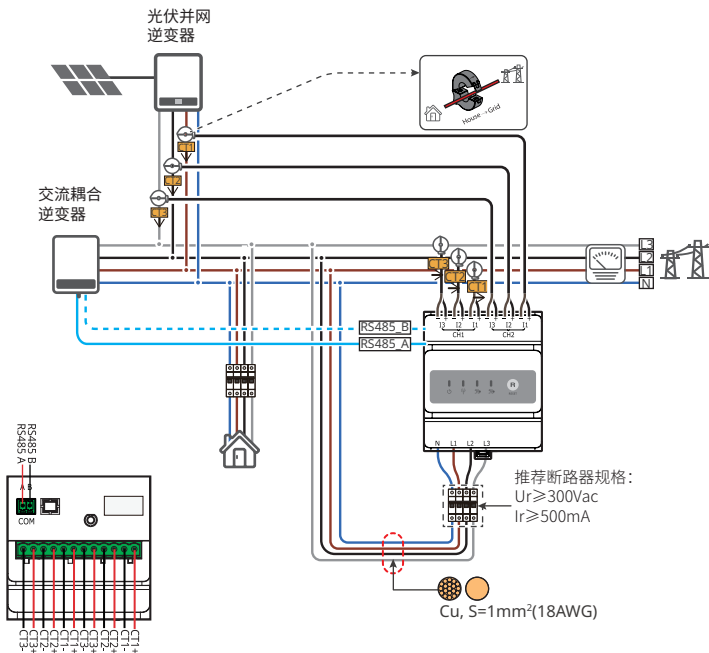 光伏并网
逆变器
House→Grid
CT1
CT2
CT3
交流耦合
逆变器
L3
L2
L1
N
CT3
CT2
CT1
RS485_B
RS485_A
I3 I2 I1 I3 I2 I1
CH1 CH2
N L1 L2 L3
推荐断路器规格：
Ur≥300Vac
Ir≥500mA
Cu, S=1mm²(18AWG)
RS485 A
RS485 B
A B
COM
CT3-
CT3+
CT2-
CT2+
CT1-
CT1+
CT3-
CT3+
CT2-
CT2+
CT1-
CT1+